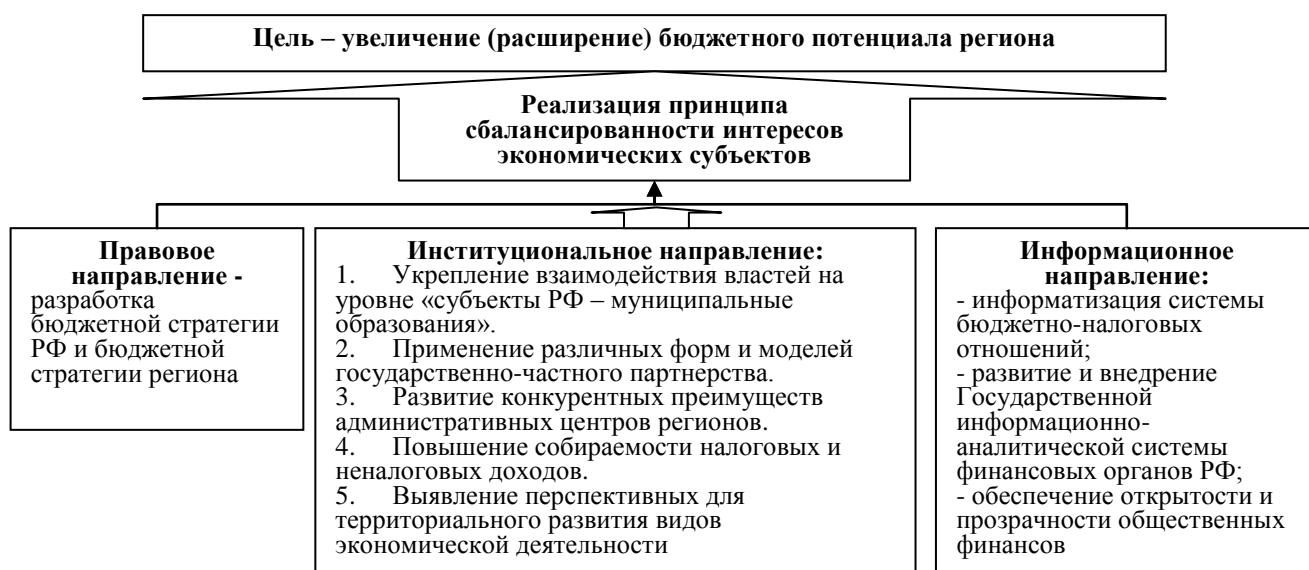 Цель – увеличение (расширение) бюджетного потенциала региона
Реализация принципа
сбалансированности интересов
экономических субъектов
Правовое
направление -
разработка
бюджетной стратегии
РФ и бюджетной
стратегии региона
Институциональное направление:
1. Укрепление взаимодействия властей на
уровне «субъекты РФ – муниципальные
образования».
2. Применение различных форм и моделей
государственно-частного партнерства.
3. Развитие конкурентных преимуществ
административных центров регионов.
4. Повышение собираемости налоговых и
неналоговых доходов.
5. Выявление перспективных для
территориального развития видов
экономической деятельности
Информационное
направление:
- информатизация системы
бюджетно-налоговых
отношений;
- развитие и внедрение
Государственной
информационно-
аналитической системы
финансовых органов РФ;
- обеспечение открытости и
прозрачности общественных
финансов